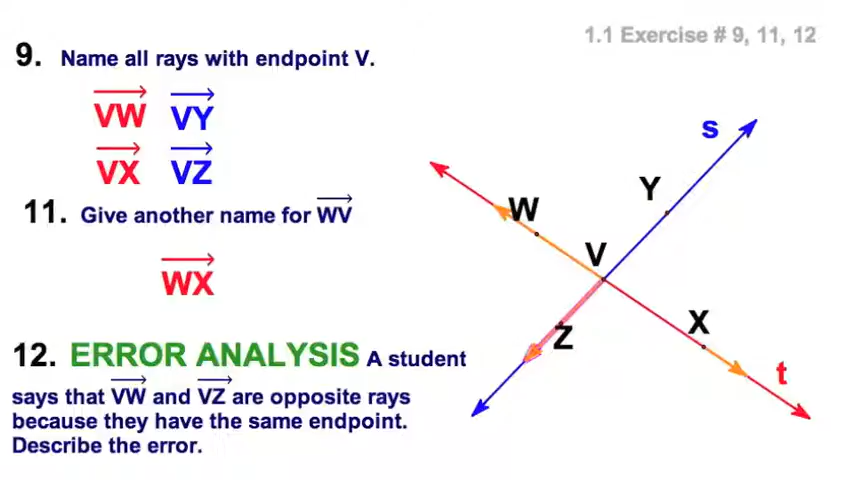 1.1 Exercise # 9, 11, 12
9. Name all rays with endpoint V.
VW VY
VX VZ
11. Give another name for WV
WX
12. ERROR ANALYSIS A student
says that VW and VZ are opposite rays
because they have the same endpoint.
Describe the error.
s
Y
W
V
Z
X
t